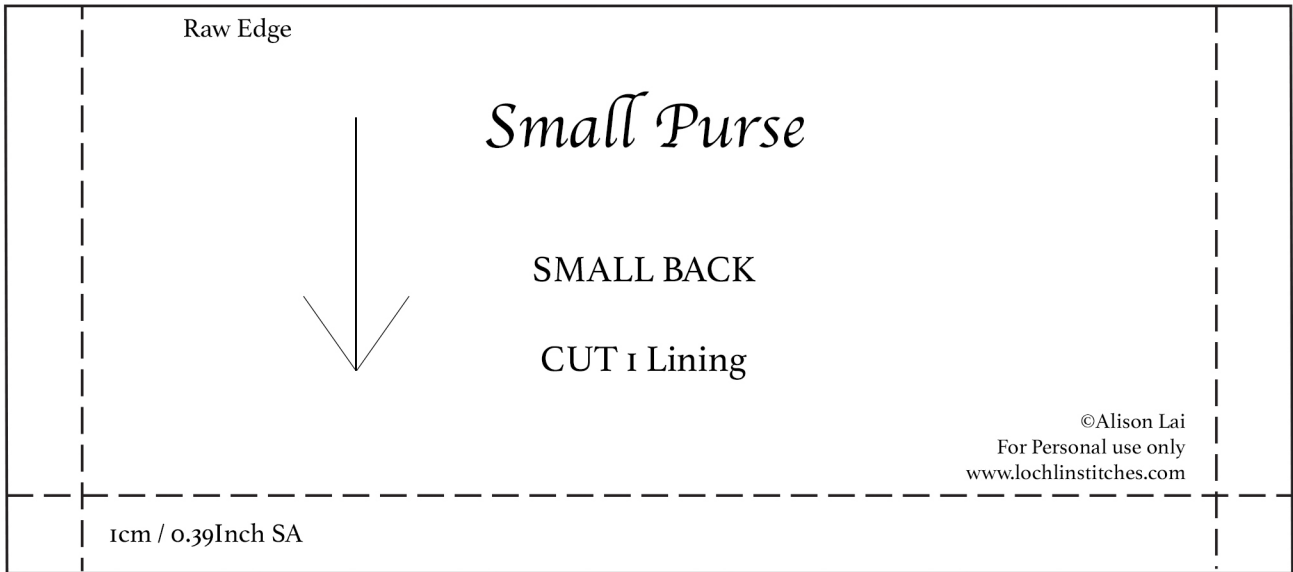 Raw Edge
Small Purse
SMALL BACK
CUT 1 Lining
©Alison Lai
For Personal use only
www.lochlinstitches.com
1cm / 0.39Inch SA